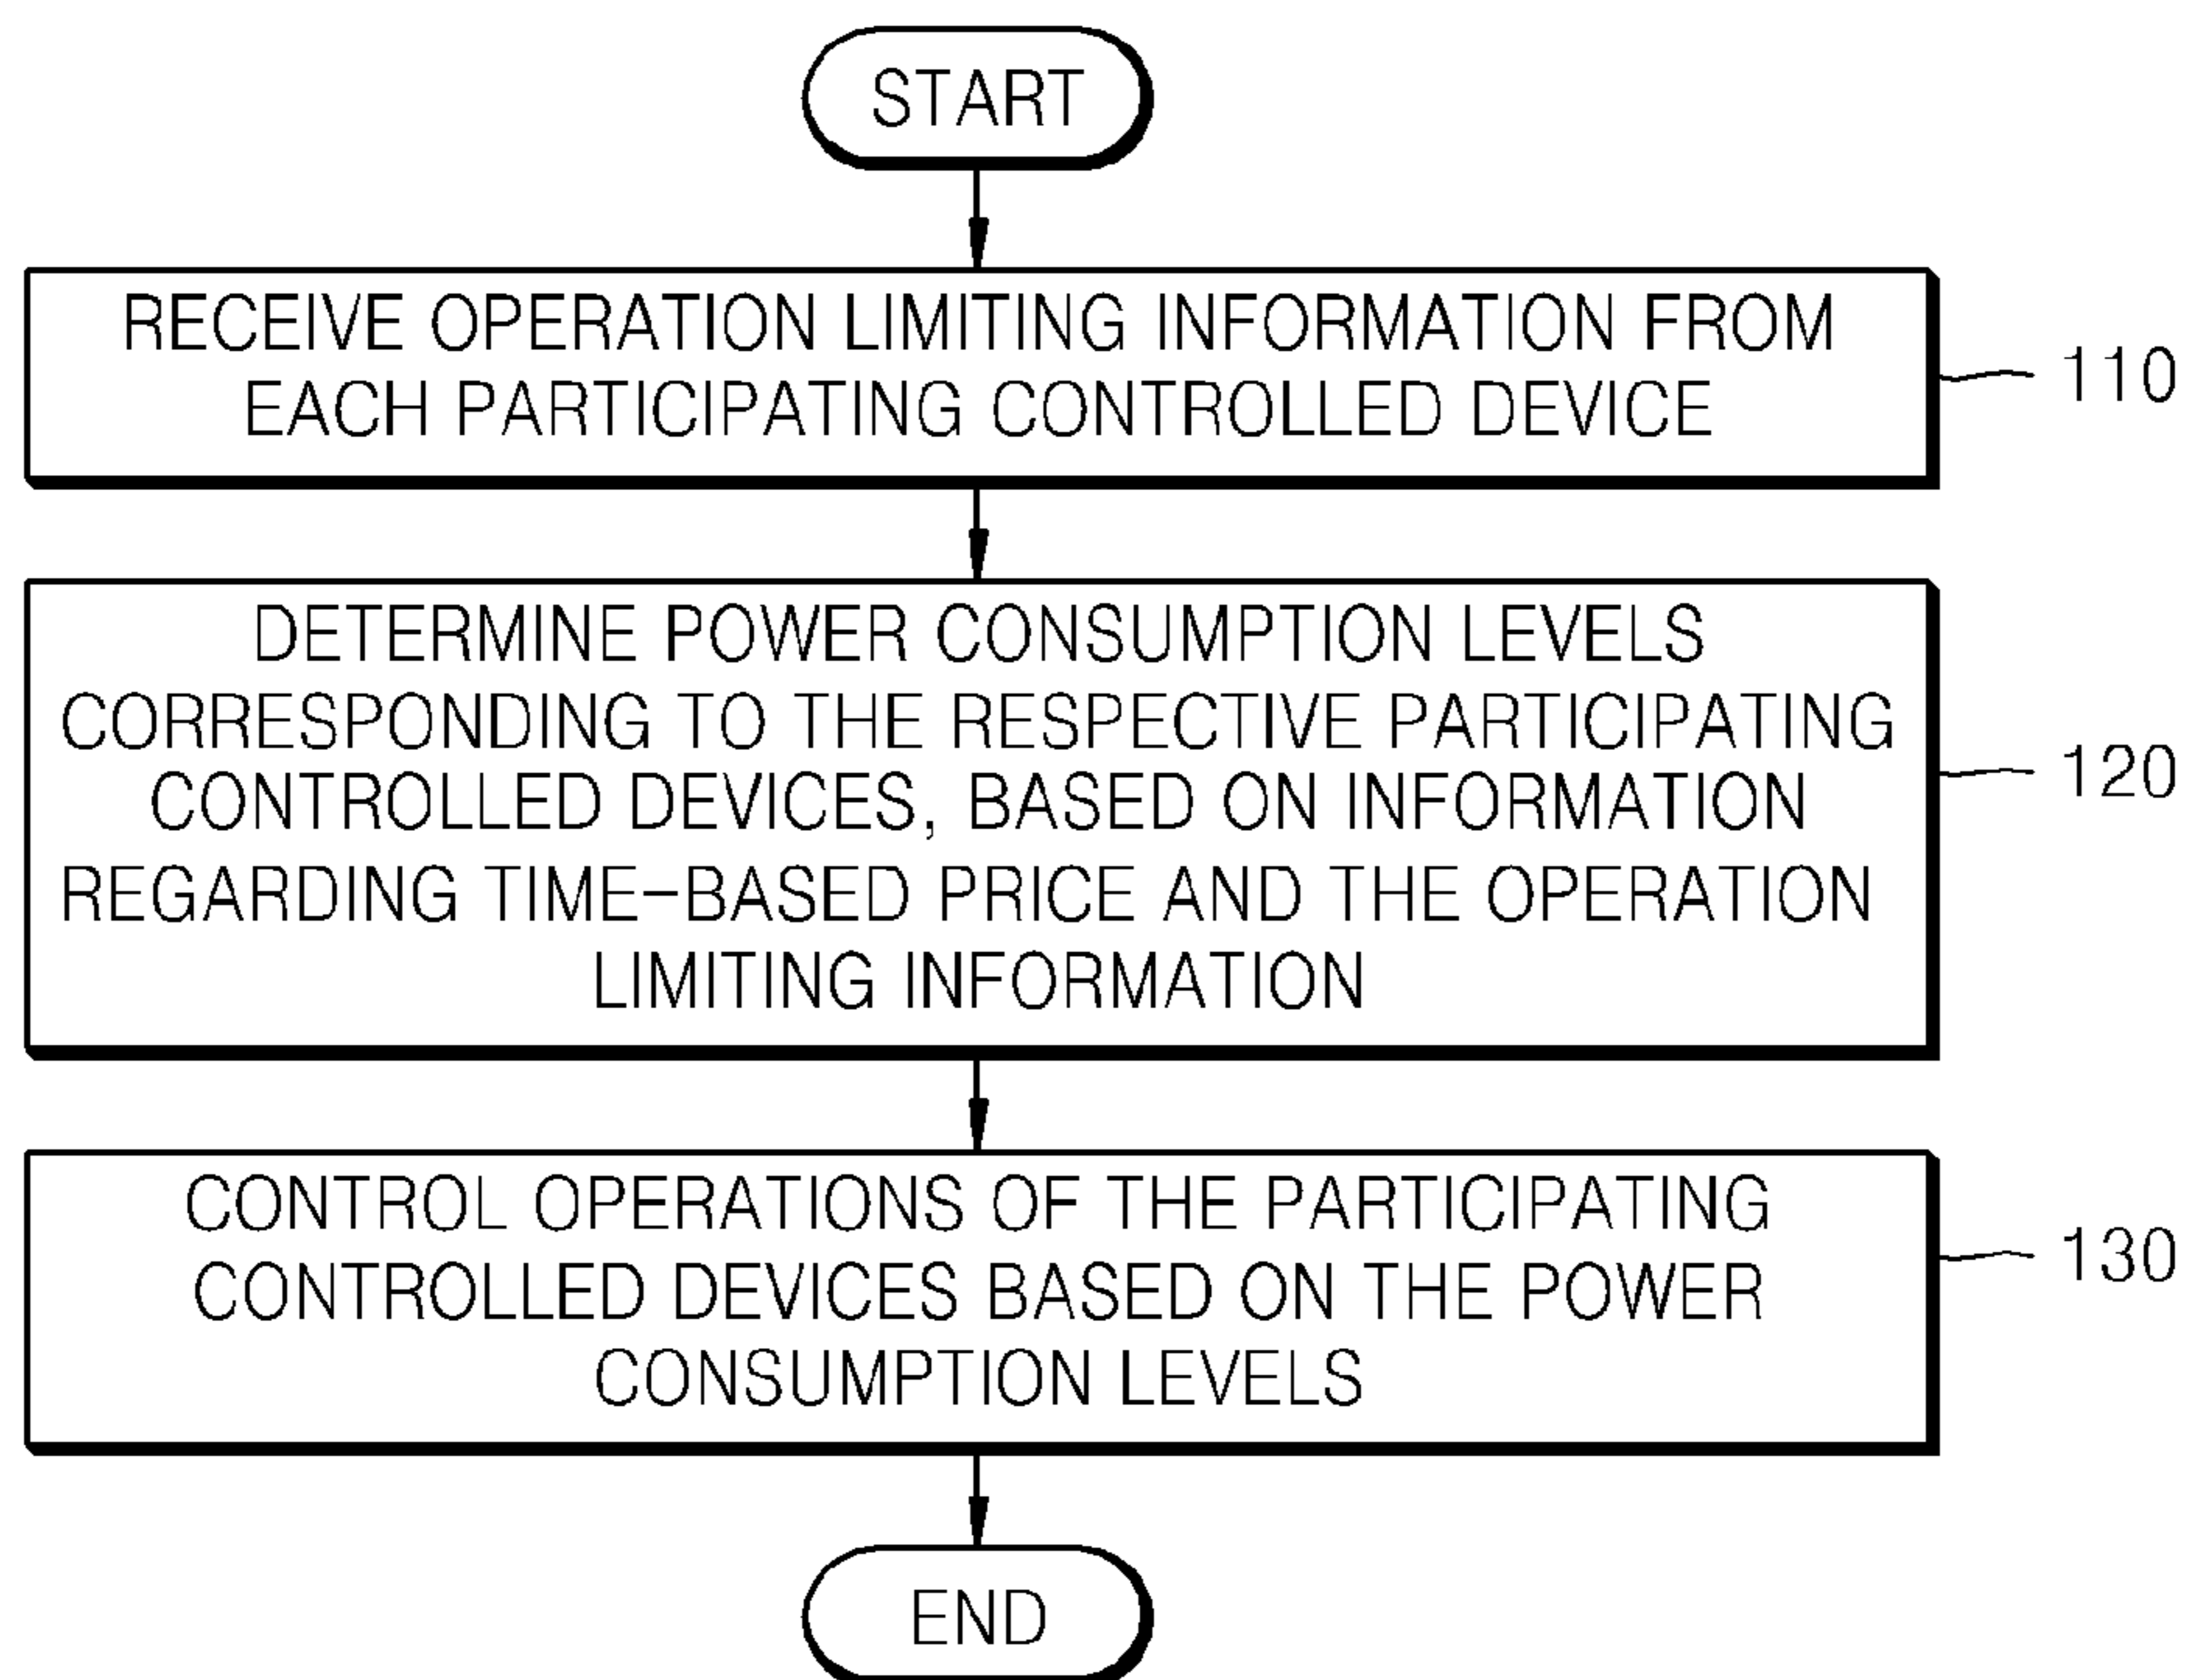 START
RECEIVE OPERATION LIMITING INFORMATION FROM
EACH PARTICIPATING CONTROLLED DEVICE
110
DETERMINE POWER CONSUMPTION LEVELS
CORRESPONDING TO THE RESPECTIVE PARTICIPATING
CONTROLLED DEVICES, BASED ON INFORMATION
REGARDING TIME-BASED PRICE AND THE OPERATION
LIMITING INFORMATION
120
CONTROL OPERATIONS OF THE PARTICIPATING
CONTROLLED DEVICES BASED ON THE POWER
CONSUMPTION LEVELS
130
END